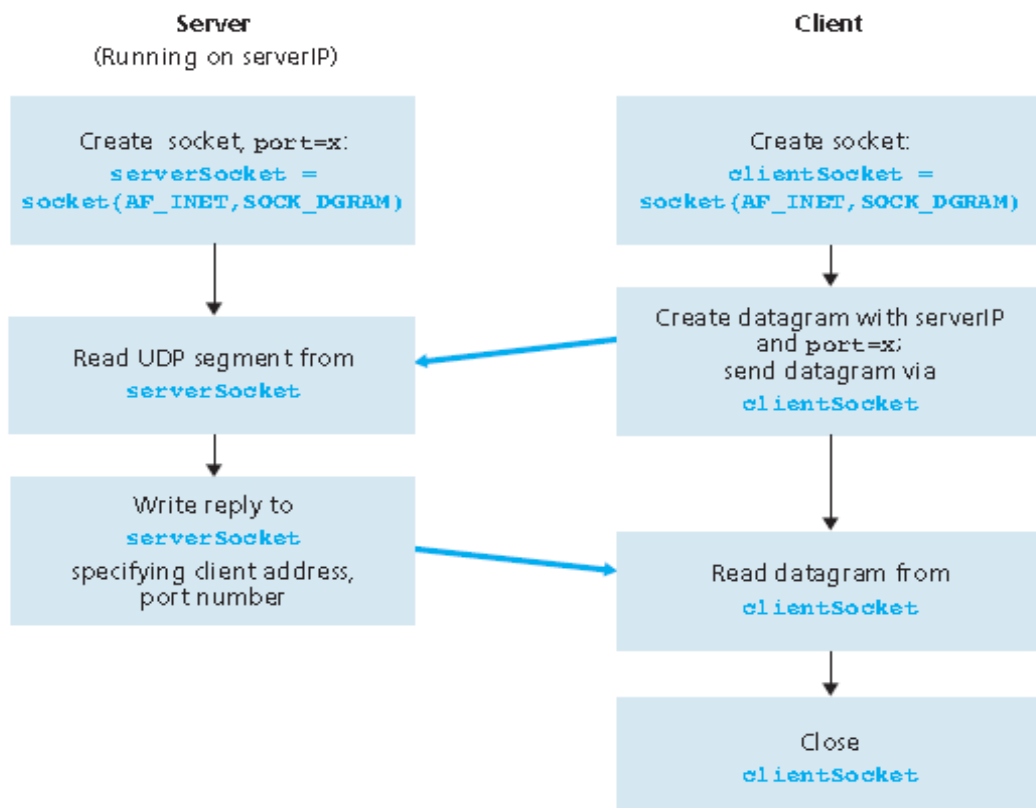 Server
(Running on serverIP)
Create socket, port=x:
serverSocket =
socket(AF_INET,SOCK_DGRAM)
Read UDP segment from
serverSocket
Write reply to
serverSocket
specifying client address,
port number
Client
Create socket:
clientSocket =
socket(AF_INET,SOCK_DGRAM)
Create datagram with serverIP
and port=x;
send datagram via
clientSocket
Read datagram from
clientSocket
Close
clientSocket